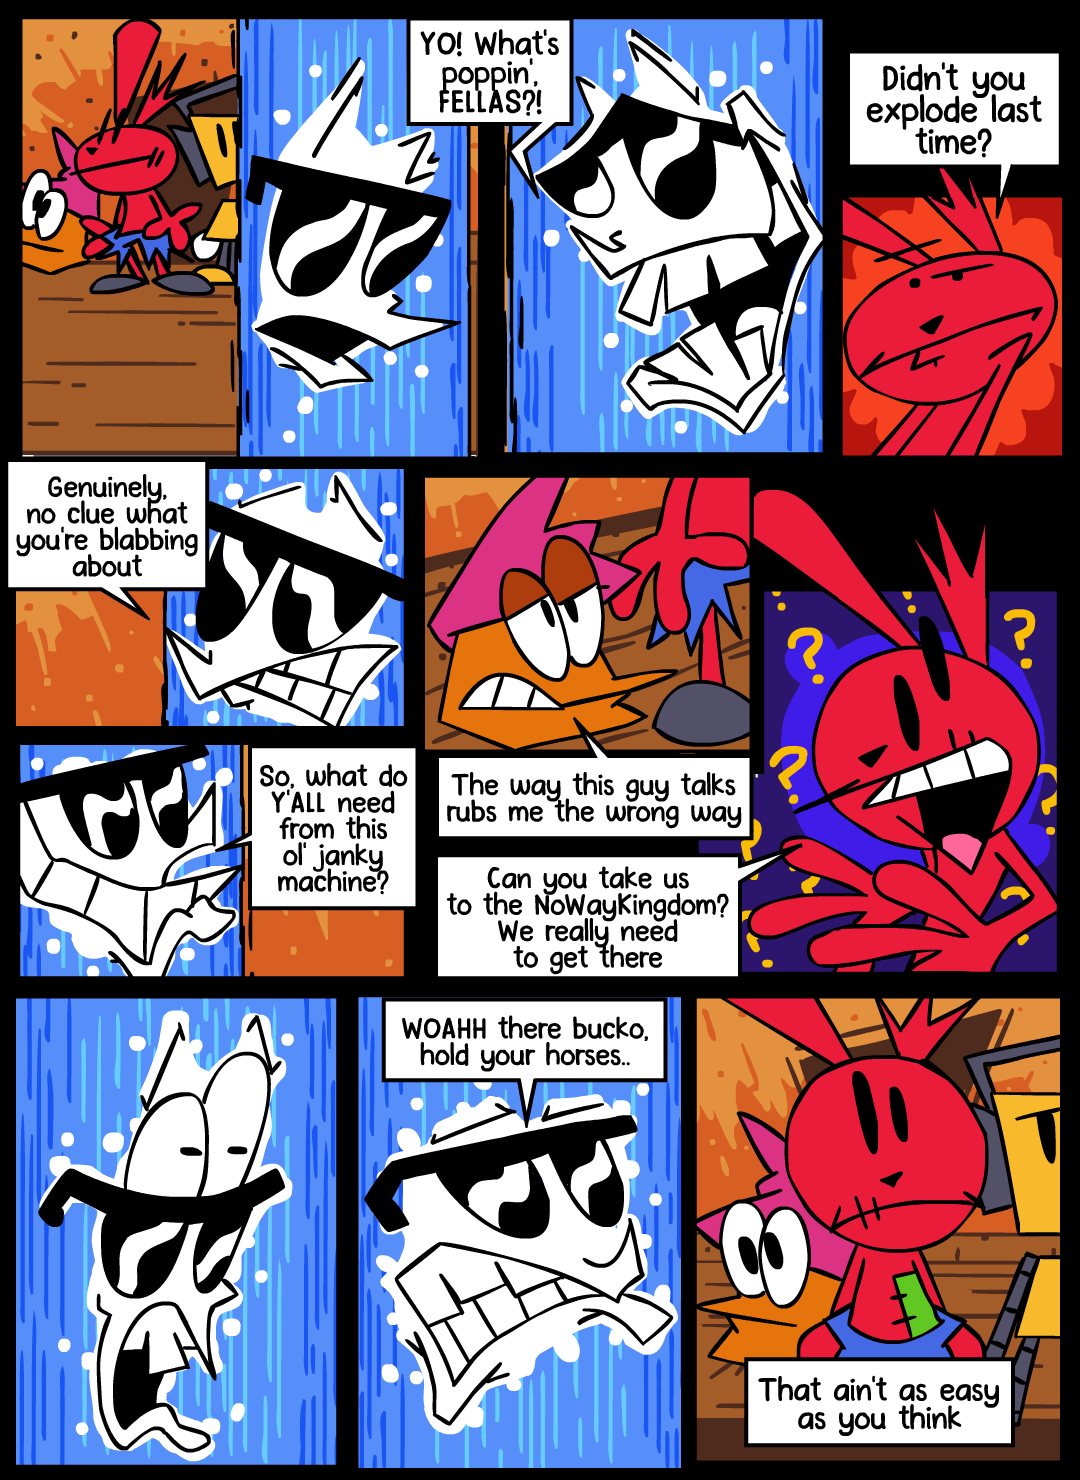 YO! What's
poppin',
FELLAS?!
Didn't you
explode last
time?
Genuinely,
no clue what
you're blabbing
about
The way this guy talks
rubs me the wrong way
So, what do
Y'ALL need
from this
ol' janky
machine?
Can you take us
to the NoWayKingdom?
We really need
to get there
? ? ? ? ? ?
WOAHH there bucko,
hold your horses..
That ain't as easy
as you think